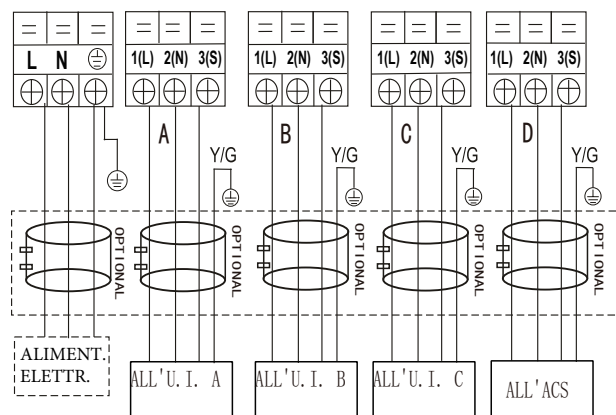 L N
1(L) 2(N) 3(S)
1(L) 2(N) 3(S)
1(L) 2(N) 3(S)
1(L) 2(N) 3(S)
A
B
C
D
Y/G
Y/G
Y/G
Y/G
OPTIONAL
OPTIONAL
OPTIONAL
OPTIONAL
OPTIONAL
ALIMENT.
ELETTR.
ALL'U.I. A
ALL'U.I. B
ALL'U.I. C
ALL'ACS